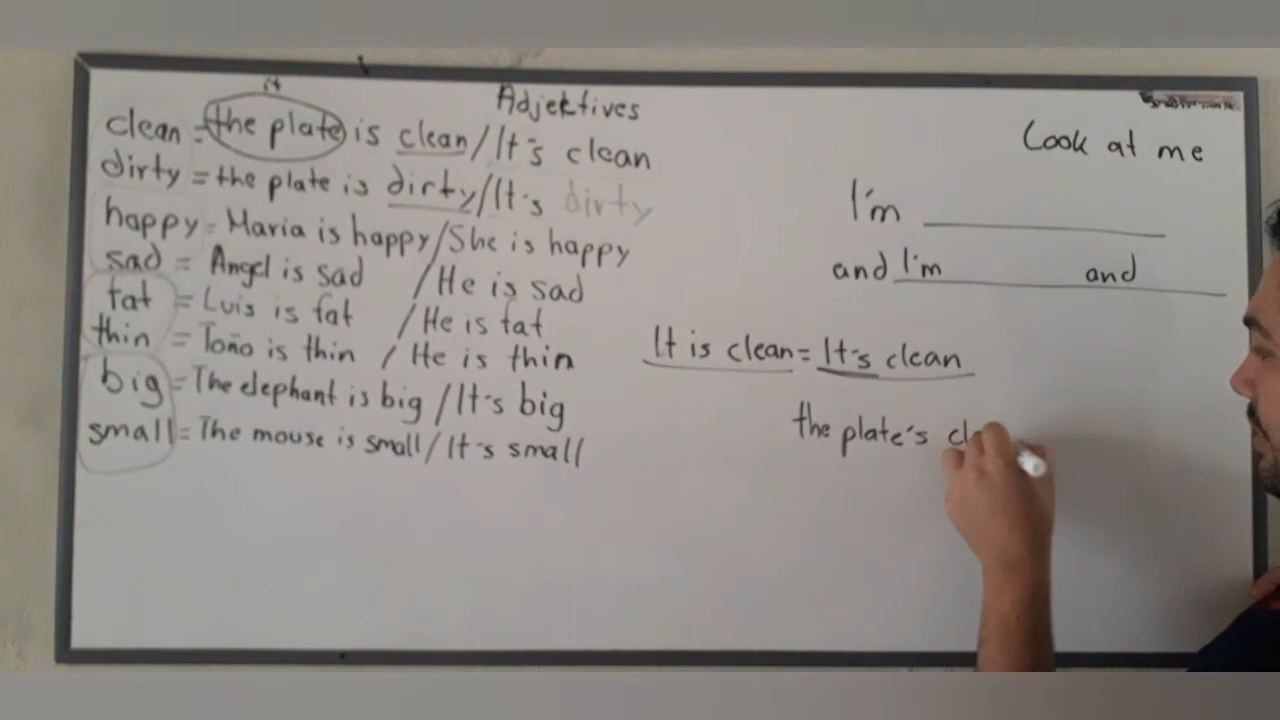 Adjektives
it
clean = the plate is clean / It's clean
dirty = the plate is dirty / It's dirty
happy = Maria is happy / She is happy
sad = Angel is sad / He is sad
fat = Luis is fat / He is fat
thin = Toño is thin / He is thin
big = The elephant is big / It's big
small = The mouse is small / It's small
Look at me
I'm
and I'm and
It is clean = It's clean
the plate's cl